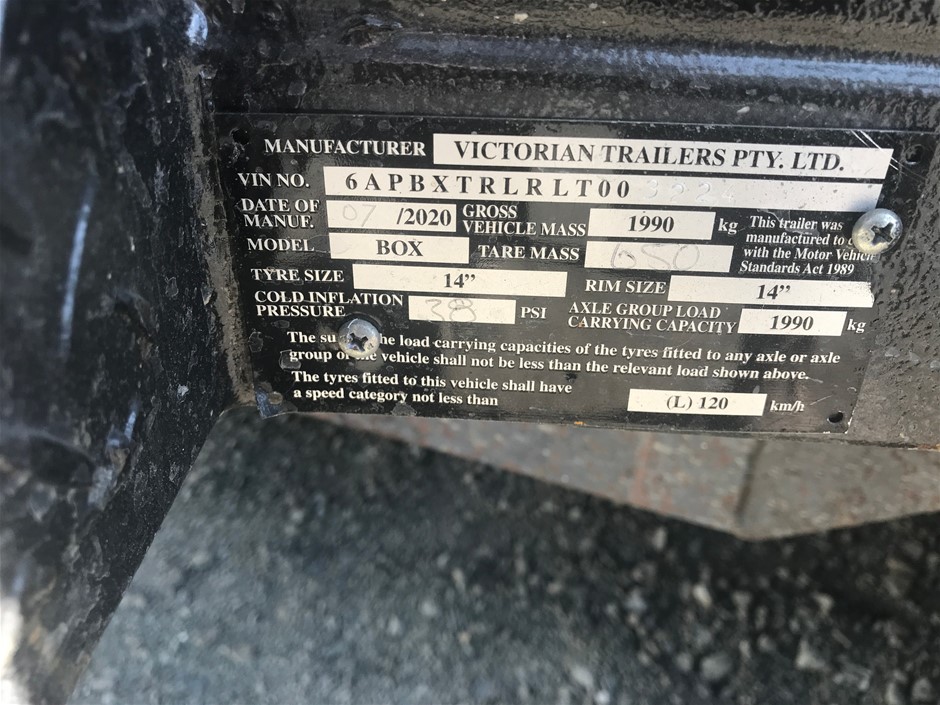 MANUFACTURER VICTORIAN TRAILERS PTY. LTD.
VIN NO. 6APBXTRLRLT00
DATE OF MANUF. 07 /2020 GROSS VEHICLE MASS 1990 kg
This trailer was
manufactured to
with the Motor Vehicle
Standards Act 1989
MODEL BOX TARE MASS 650
TYRE SIZE 14” RIM SIZE 14”
COLD INFLATION PRESSURE 38 PSI AXLE GROUP LOAD CARRYING CAPACITY 1990 kg
The he load carrying capacities of the tyres fitted to any axle or axle
group vehicle shall not be less than the relevant load shown above.
The tyres fitted to this vehicle shall have
a speed category not less than (L) 120 km/h